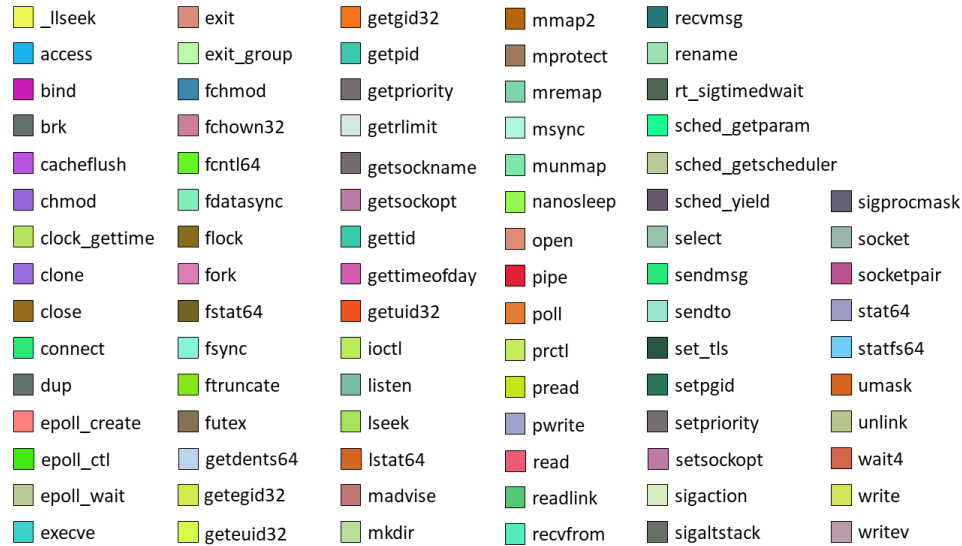 _llseek
access
bind
brk
cacheflush
chmod
clock_gettime
clone
close
connect
dup
epoll_create
epoll_ctl
epoll_wait
execve
exit
exit_group
fchmod
fchown32
fcntl64
fdatasync
flock
fork
fstat64
fsync
ftruncate
futex
getdents64
getegid32
geteuid32
getgid32
getpid
getpriority
getrlimit
getsockname
getsockopt
gettid
gettimeofday
getuid32
ioctl
listen
lseek
lstat64
madvise
mkdir
mmap2
mprotect
mremap
msync
munmap
nanosleep
open
pipe
poll
prctl
pread
pwrite
read
readlink
recvfrom
recvmsg
rename
rt_sigtimedwait
sched_getparam
sched_getscheduler
sched_yield
select
sendmsg
sendto
set_tls
setpgid
setpriority
setsockopt
sigaction
sigaltstack
sigprocmask
socket
socketpair
stat64
statfs64
umask
unlink
wait4
write
writev